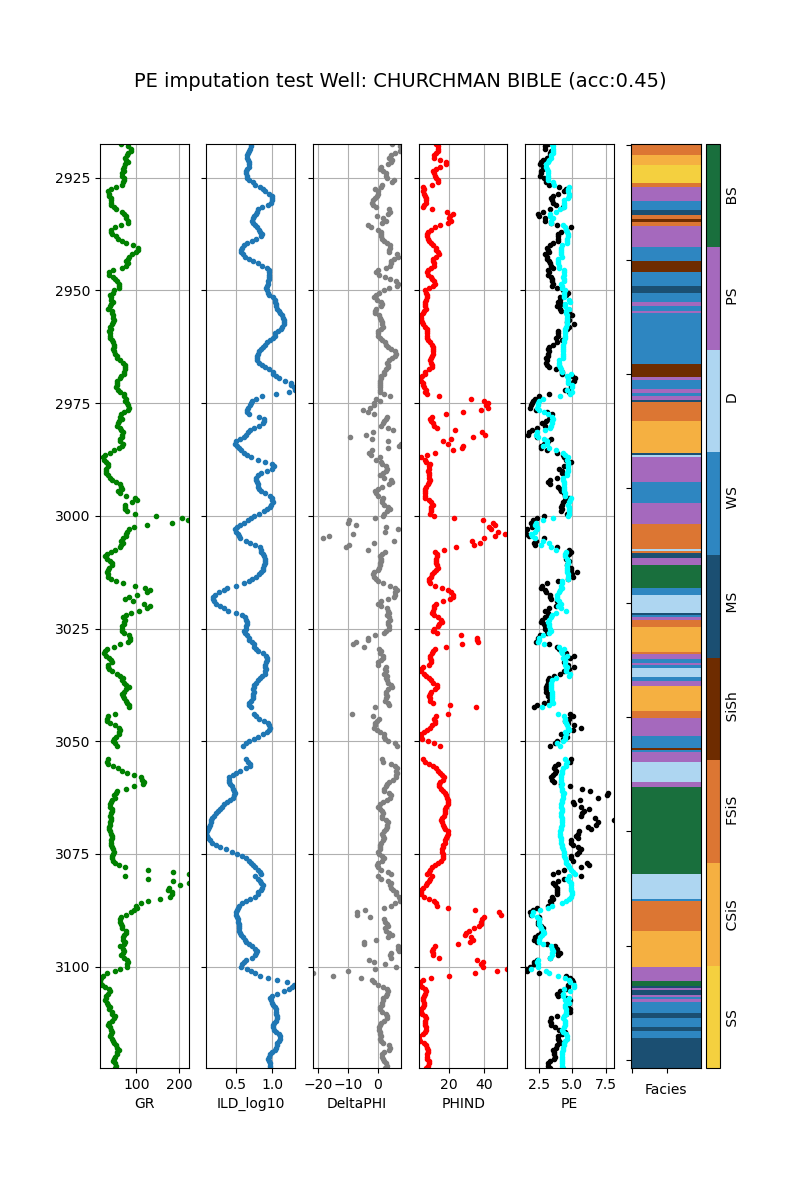 PE imputation test Well: CHURCHMAN BIBLE (acc:0.45)
2925
2950
2975
3000
3025
3050
3075
3100
100 200
0.5 1.0
−20 −10 0
20 40
2.5 5.0 7.5
GR
ILD_log10
DeltaPHI
PHIND
PE
Facies
BS
PS
D
WS
MS
SiSh
FSiS
CSiS
SS